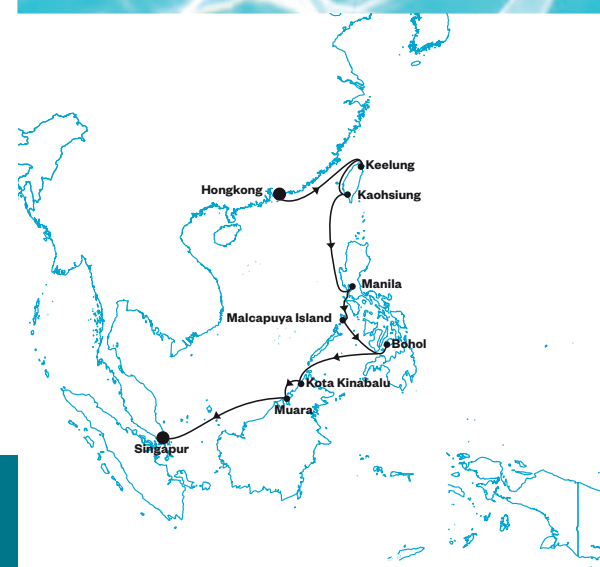 Keelung
Hongkong
Kaohsiung
Manila
Malcapuya Island
Bohol
Kota Kinabalu
Muara
Singapur